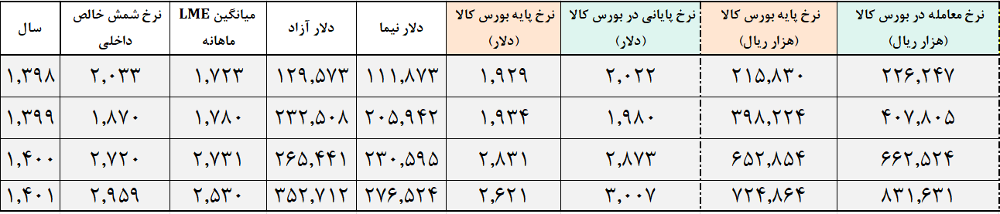 سال | نرخ شمش خالص داخلی | میانگین LME ماهانه | دلار آزاد | دلار نیما | نرخ پایه بورس کالا (دلار) | نرخ پایانی در بورس کالا (دلار) | نرخ پایه بورس کالا (هزار ریال) | نرخ معامله در بورس کالا (هزار ریال)
۱,۳۹۸ | ۲,۰۳۳ | ۱,۷۲۳ | ۱۲۹,۵۷۳ | ۱۱۱,۸۷۳ | ۱,۹۲۹ | ۲,۰۲۲ | ۲۱۵,۸۳۰ | ۲۲۶,۲۴۷
۱,۳۹۹ | ۱,۸۷۰ | ۱,۷۸۰ | ۲۳۲,۵۰۸ | ۲۰۵,۹۴۲ | ۱,۹۳۴ | ۱,۹۸۰ | ۳۹۸,۲۲۴ | ۴۰۷,۸۰۵
۱,۴۰۰ | ۲,۷۲۰ | ۲,۷۳۱ | ۲۶۵,۴۴۱ | ۲۳۰,۵۹۵ | ۲,۸۳۱ | ۲,۸۷۳ | ۶۵۲,۸۵۴ | ۶۶۲,۵۲۴
۱,۴۰۱ | ۲,۹۵۹ | ۲,۵۳۰ | ۳۵۲,۷۱۲ | ۲۷۶,۵۲۴ | ۲,۶۲۱ | ۳,۰۰۷ | ۷۲۴,۸۶۴ | ۸۳۱,۶۳۱